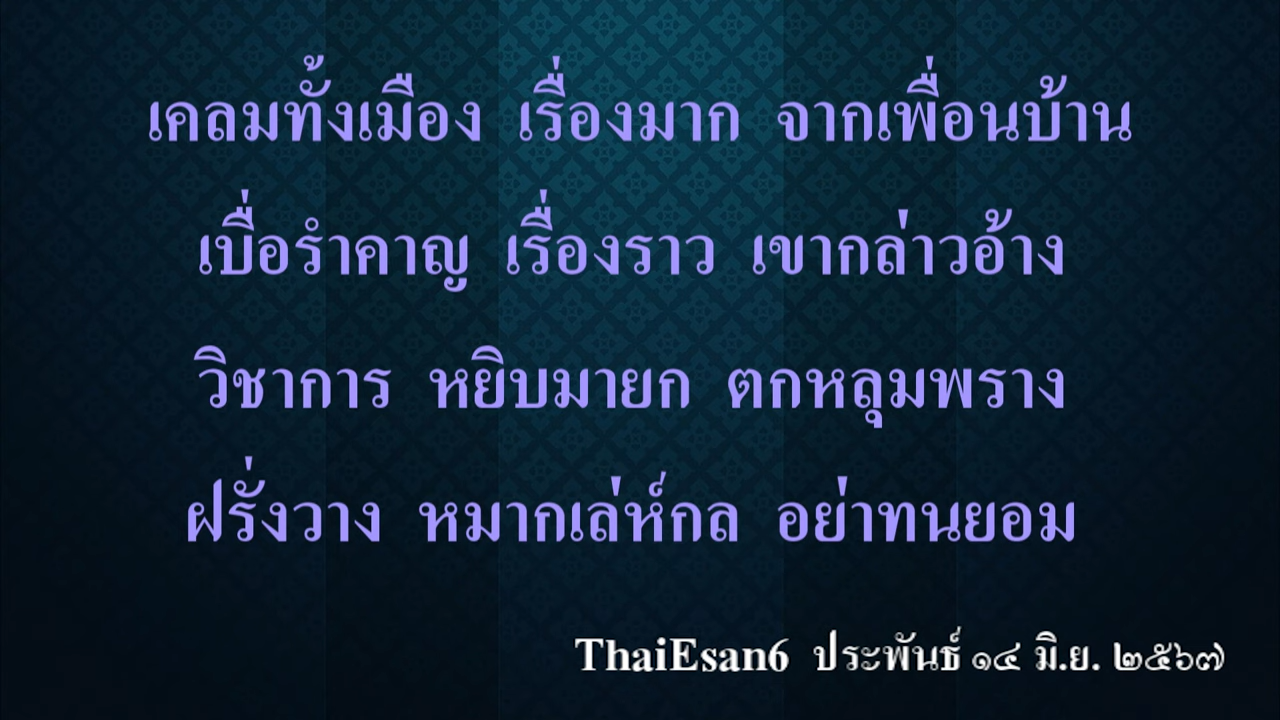 เคลมทั้งเมือง เรื่องมาก จากเพื่อนบ้าน
เบื่อรำคาญ เรื่องราว เขากล่าวอ้าง
วิชาการ หยิบมายก ตกหลุมพราง
ฝรั่งวาง หมากเล่ห์กล อย่าทนยอม
ThaiEsan6 ประพันธ์ ๑๔ มิ.ย. ๒๕๖๗